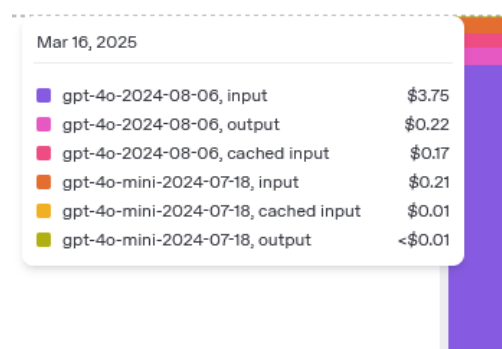 Mar 16, 2025
gpt-4o-2024-08-06, input $3.75
gpt-4o-2024-08-06, output $0.22
gpt-4o-2024-08-06, cached input $0.17
gpt-4o-mini-2024-07-18, input $0.21
gpt-4o-mini-2024-07-18, cached input $0.01
gpt-4o-mini-2024-07-18, output <$0.01